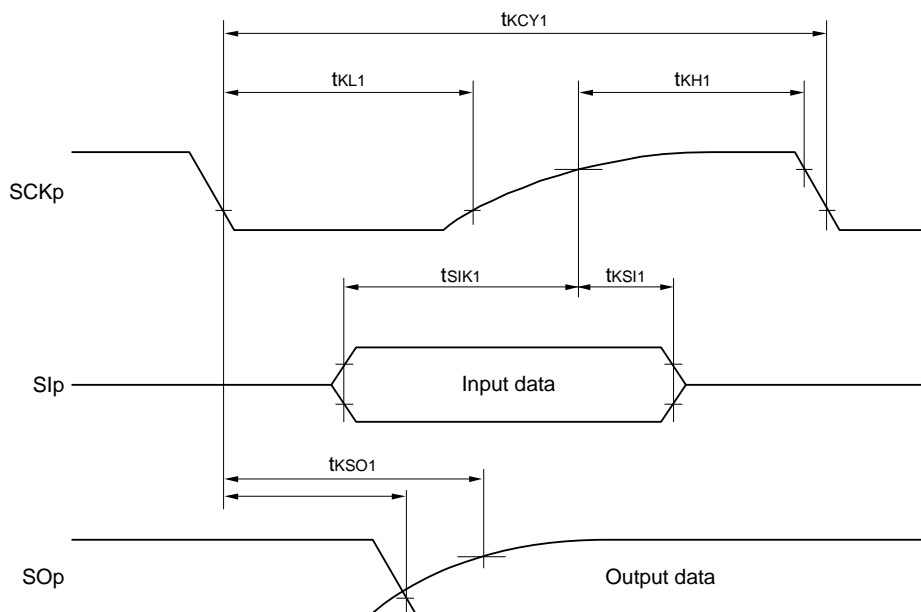 tKCY1
tKL1
tKH1
SCKp
tSIK1
tKSI1
SIp
Input data
tKSO1
SOp
Output data